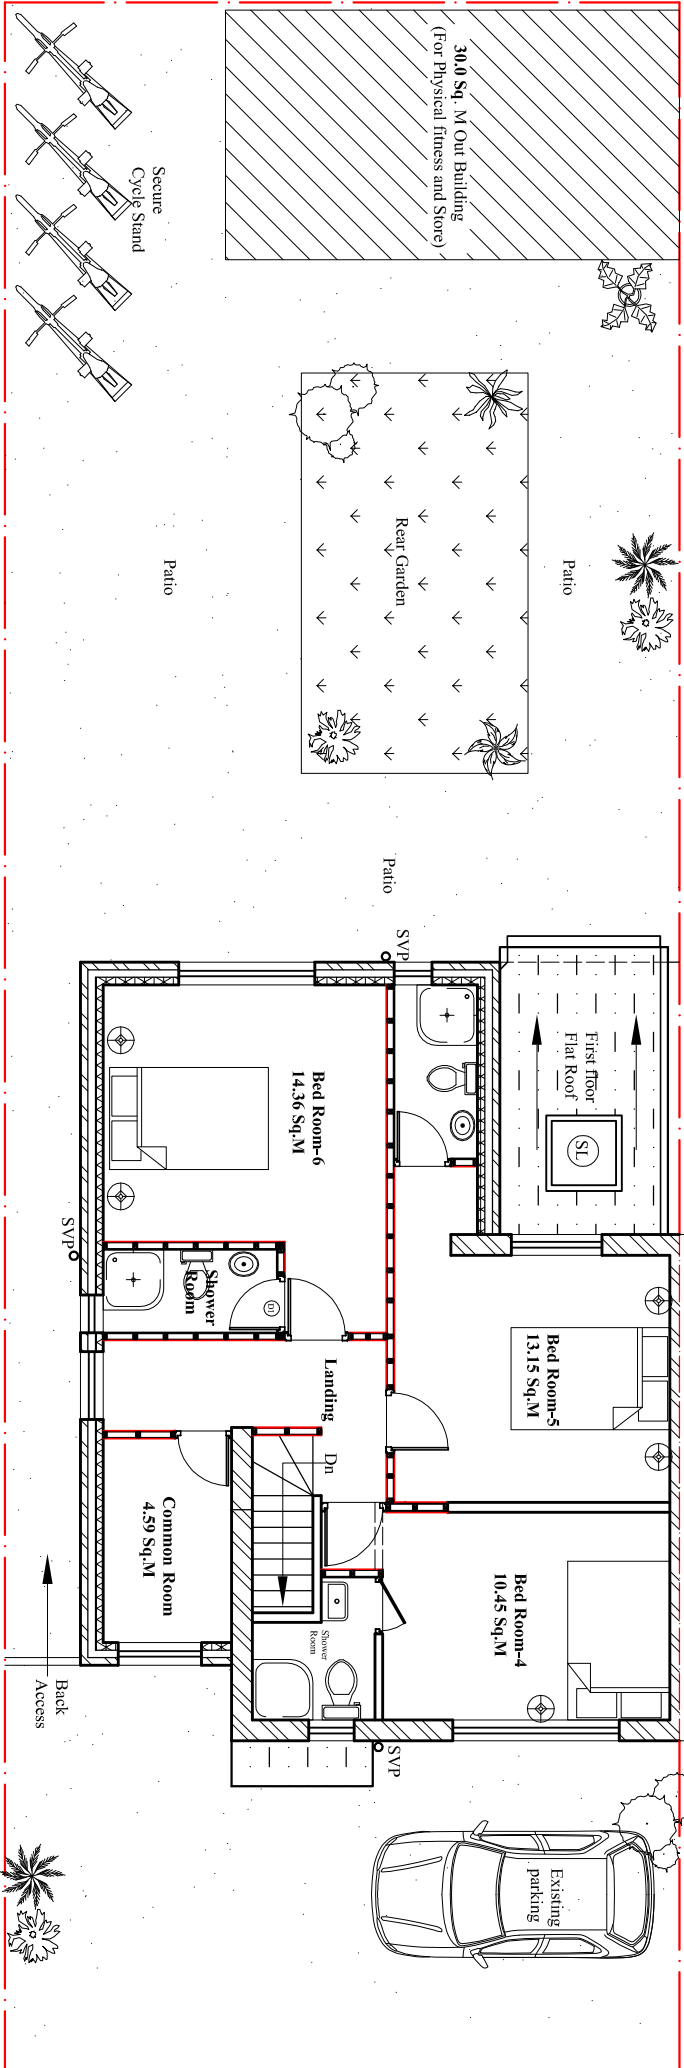 30.0 Sq. M Out Building
(For Physical fitness and Store)
Secure
Cycle Stand
Rear Garden
Patio
Patio
Patio
SVP
First floor
Flat Roof
SL
Bed Room-6
14.36 Sq.M
SVP
Shower
Room
D1
Bed Room-5
13.15 Sq.M
Landing
Dn
Common Room
4.59 Sq.M
Bed Room-4
10.45 Sq.M
Shower
Room
Back
Access
SVP
Existing
parking